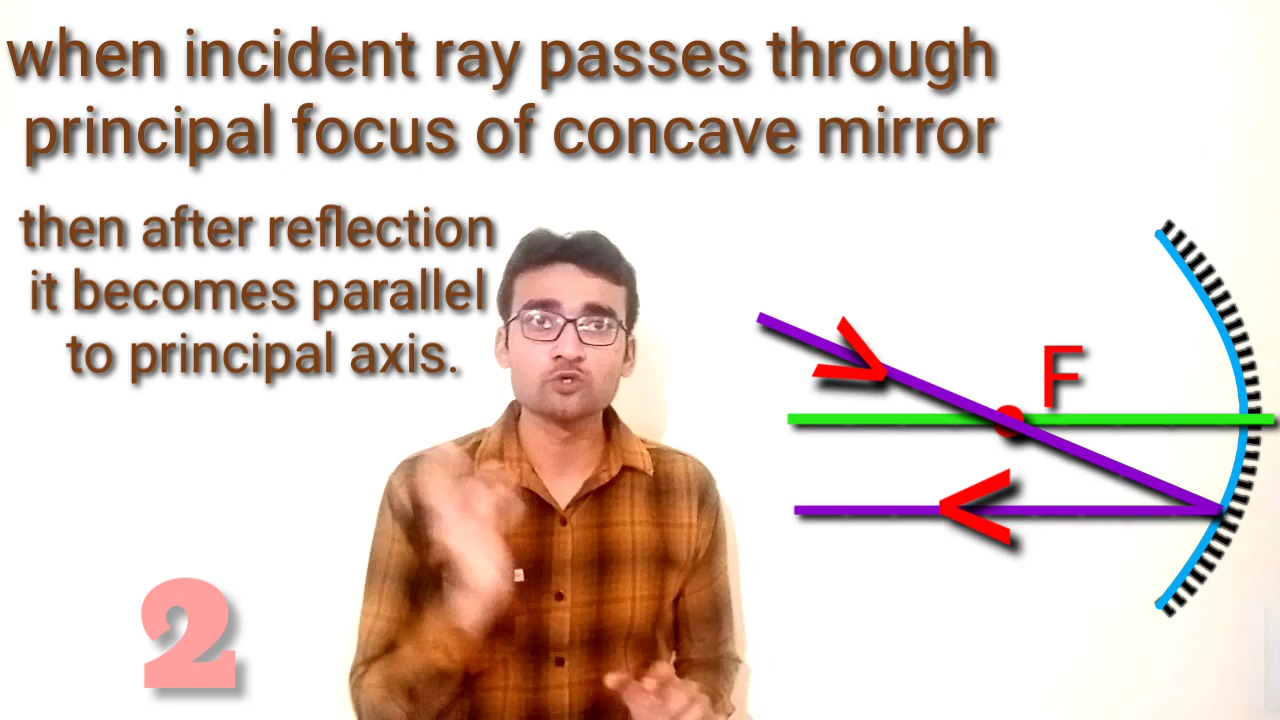 when incident ray passes through
principal focus of concave mirror
then after reflection
it becomes parallel
to principal axis.
F
2